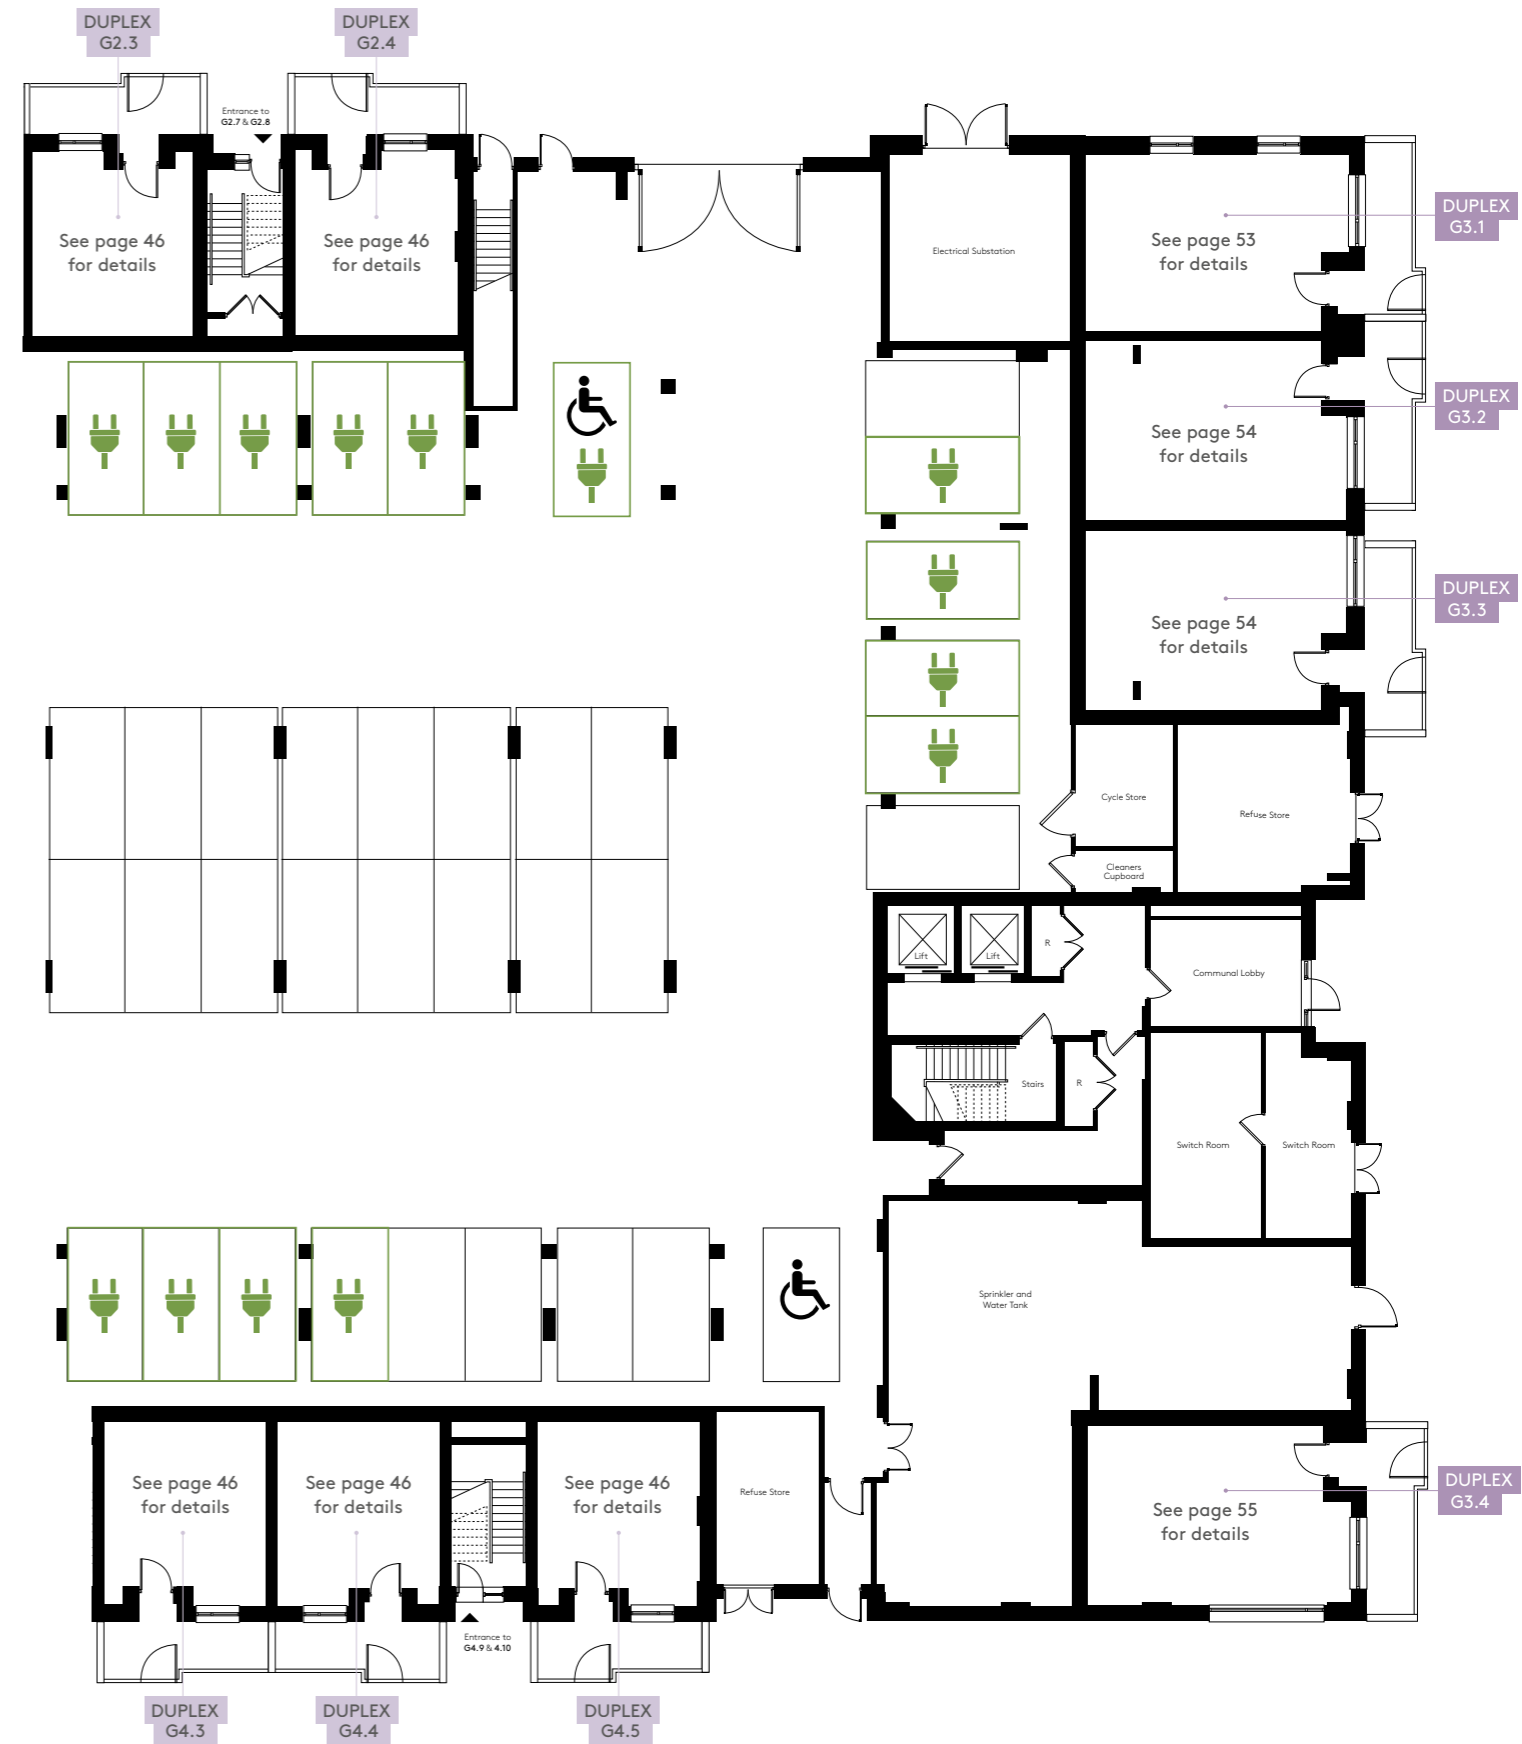 DUPLEX
G2.3
DUPLEX
G2.4
Entrance to
G2.7 & G2.8
See page 46
for details
See page 46
for details
Electrical Substation
See page 53
for details
DUPLEX
G3.1
See page 54
for details
DUPLEX
G3.2
See page 54
for details
DUPLEX
G3.3
Cycle Store
Refuse Store
Cleaners
Cupboard
Lift
Lift
R
Communal Lobby
Stairs
R
Switch Room
Switch Room
Sprinkler and
Water Tank
See page 46
for details
See page 46
for details
See page 46
for details
Refuse Store
See page 55
for details
DUPLEX
G3.4
Entrance to
G4.9 & 4.10
DUPLEX
G4.3
DUPLEX
G4.4
DUPLEX
G4.5